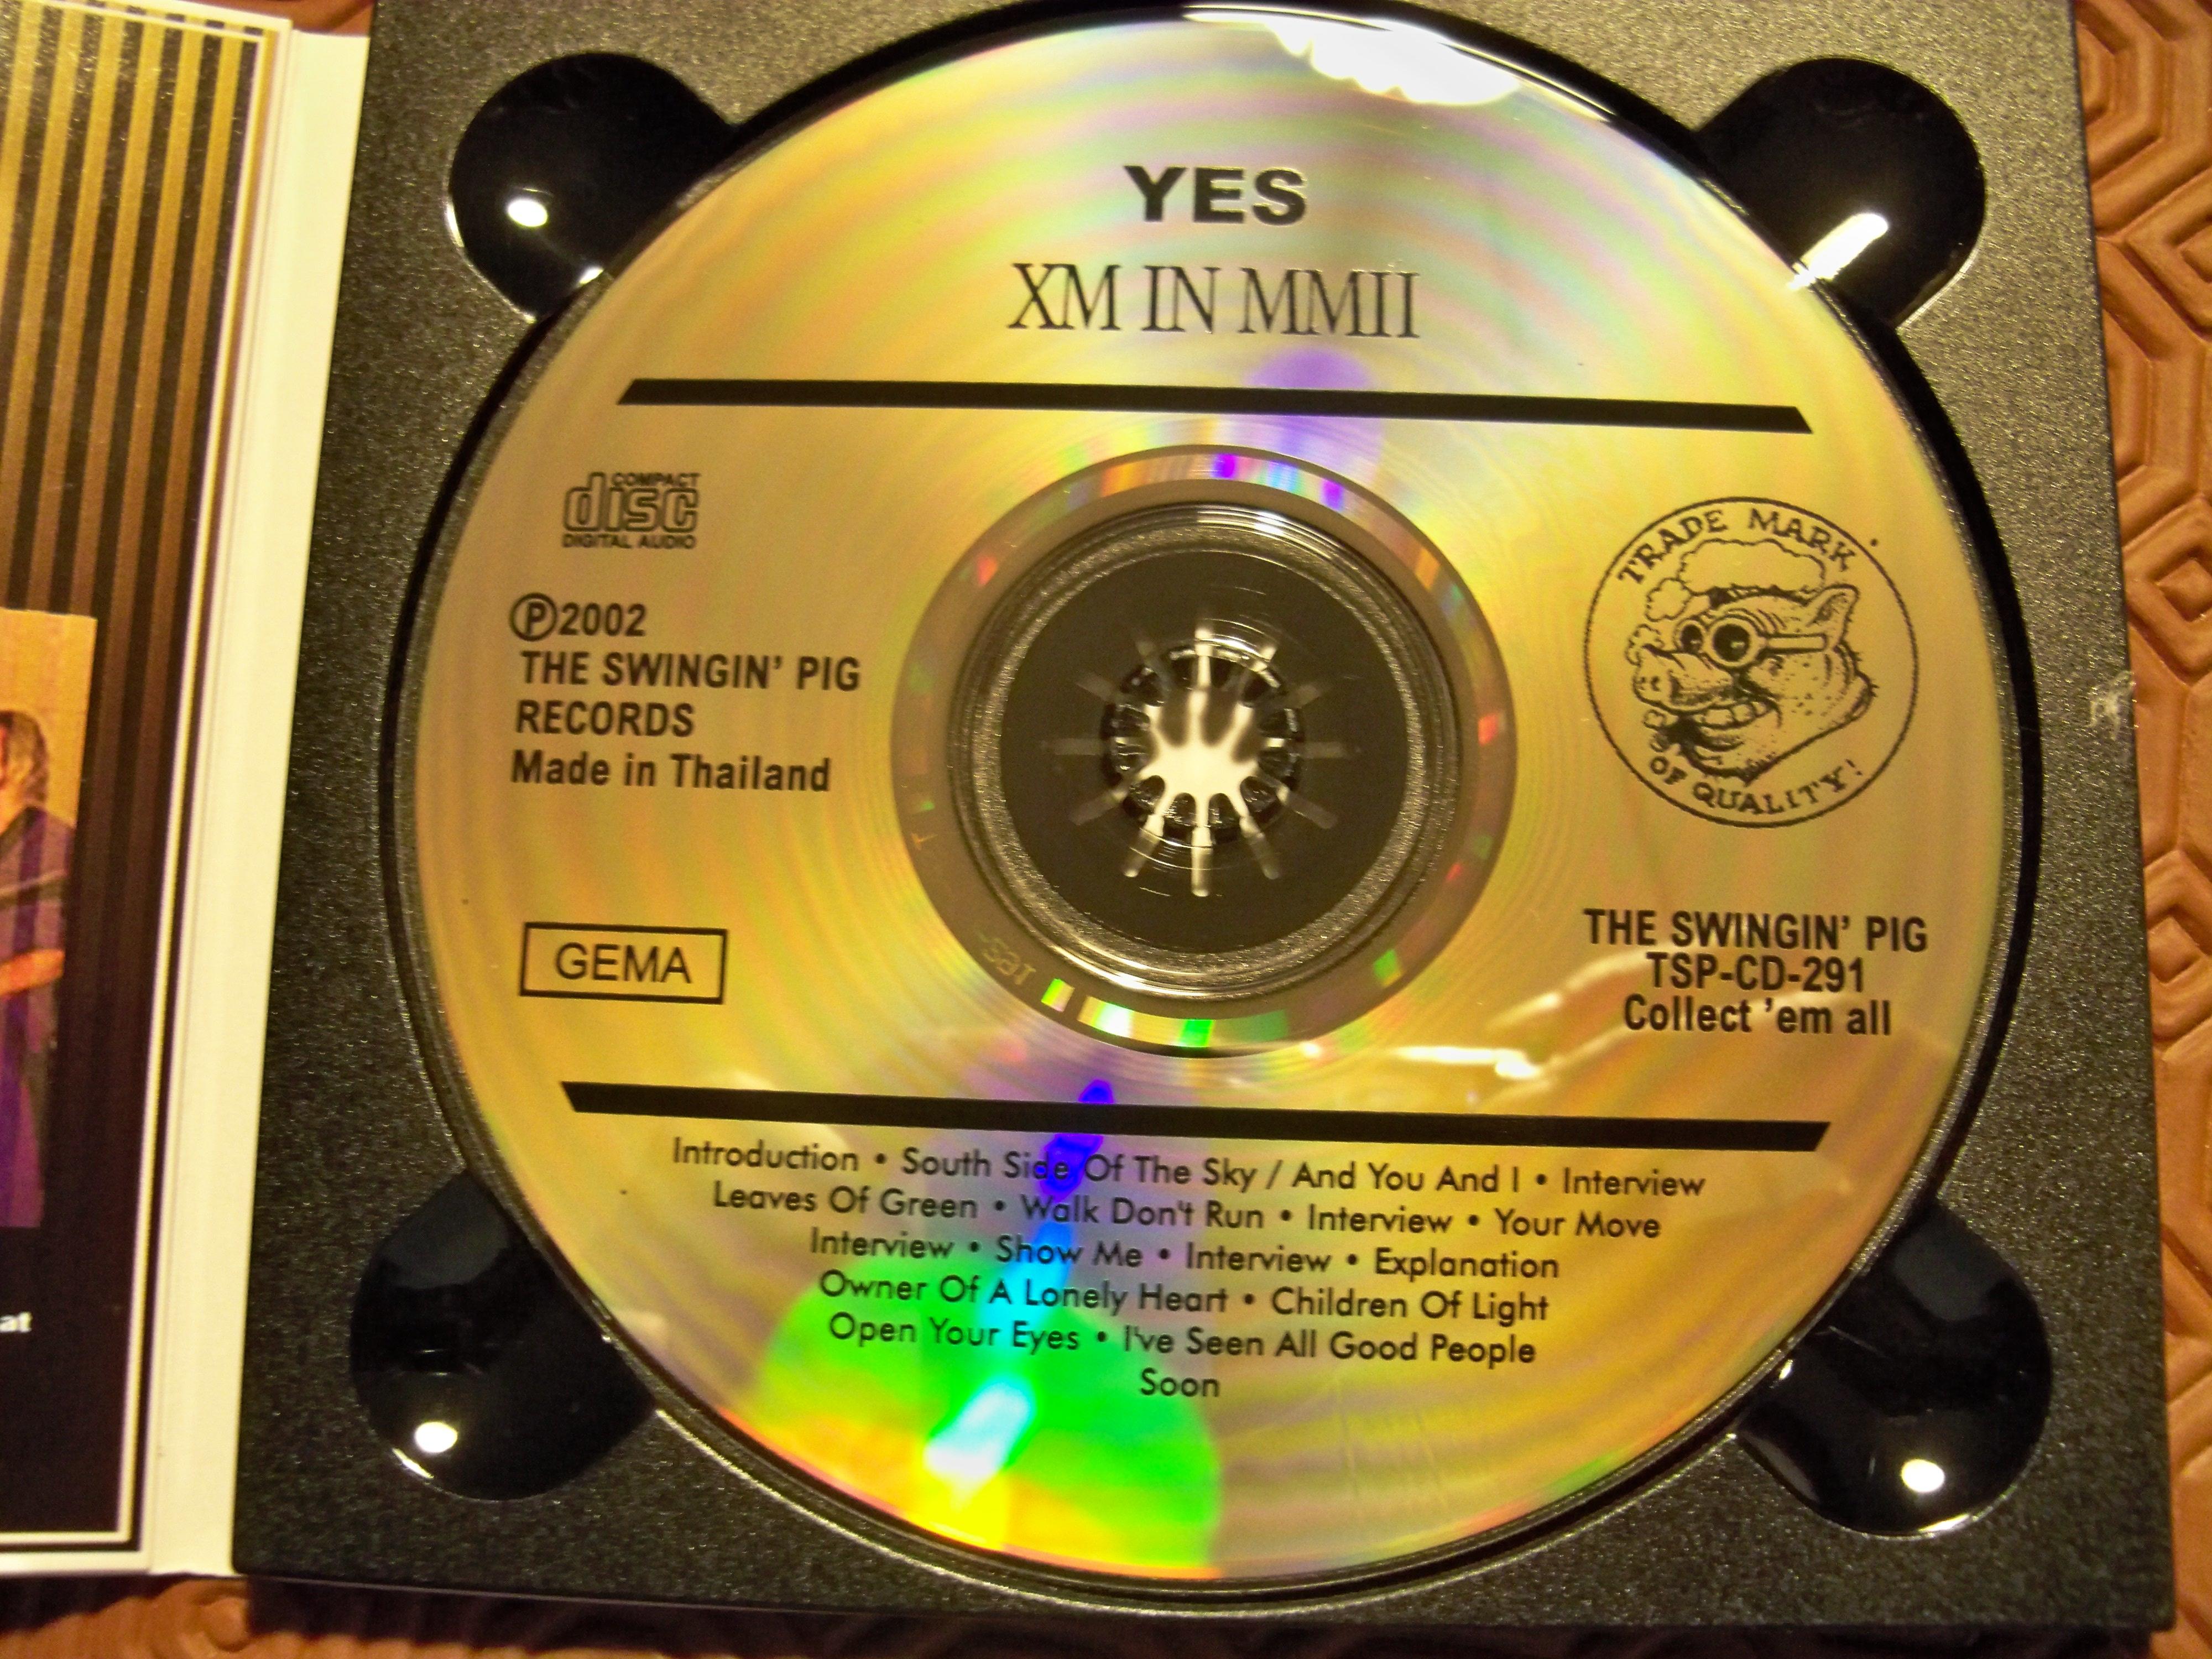 YES
XM IN MMII
COMPACT
disc
DIGITAL AUDIO
℗2002
THE SWINGIN' PIG
RECORDS
Made in Thailand
GEMA
TRADE MARK
OF QUALITY!
THE SWINGIN' PIG
TSP-CD-291
Collect 'em all
Introduction • South Side Of The Sky / And You And I • Interview
Leaves Of Green • Walk Don't Run • Interview • Your Move
Interview • Show Me • Interview • Explanation
Owner Of A Lonely Heart • Children Of Light
Open Your Eyes • I've Seen All Good People
Soon
at